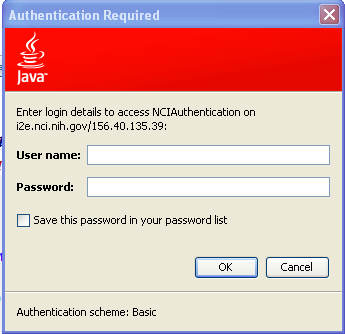 Authentication Required
Java™
Enter login details to access NCIAuthentication on
i2e.nci.nih.gov/156.40.135.39:
User name:
Password:
Save this password in your password list
OK Cancel
Authentication scheme: Basic